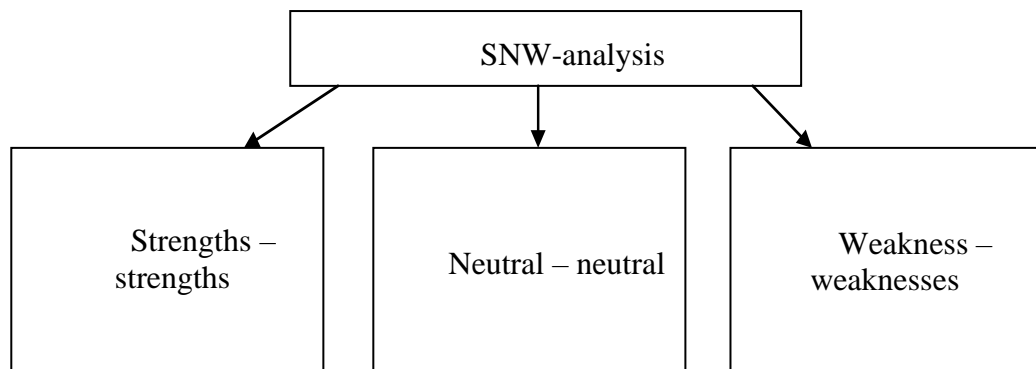 SNW-analysis
Strengths –
strengths
Neutral – neutral
Weakness –
weaknesses